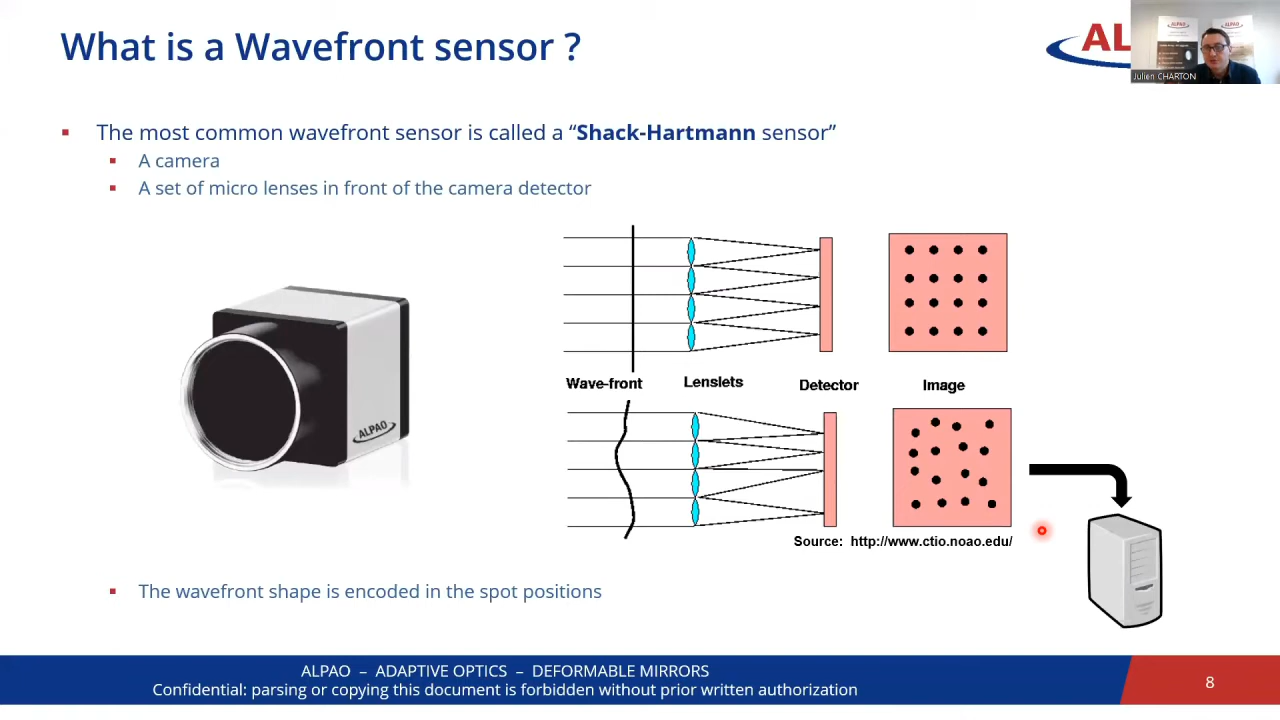 What is a Wavefront sensor ?
AL
ALPAO
ALPAO
Julien CHARTON
The most common wavefront sensor is called a “Shack-Hartmann sensor”
A camera
A set of micro lenses in front of the camera detector
Wave-front
Lenslets
Detector
Image
ALPAO
Source: http://www.ctio.noao.edu/
The wavefront shape is encoded in the spot positions
ALPAO – ADAPTIVE OPTICS – DEFORMABLE MIRRORS
Confidential: parsing or copying this document is forbidden without prior written authorization
8